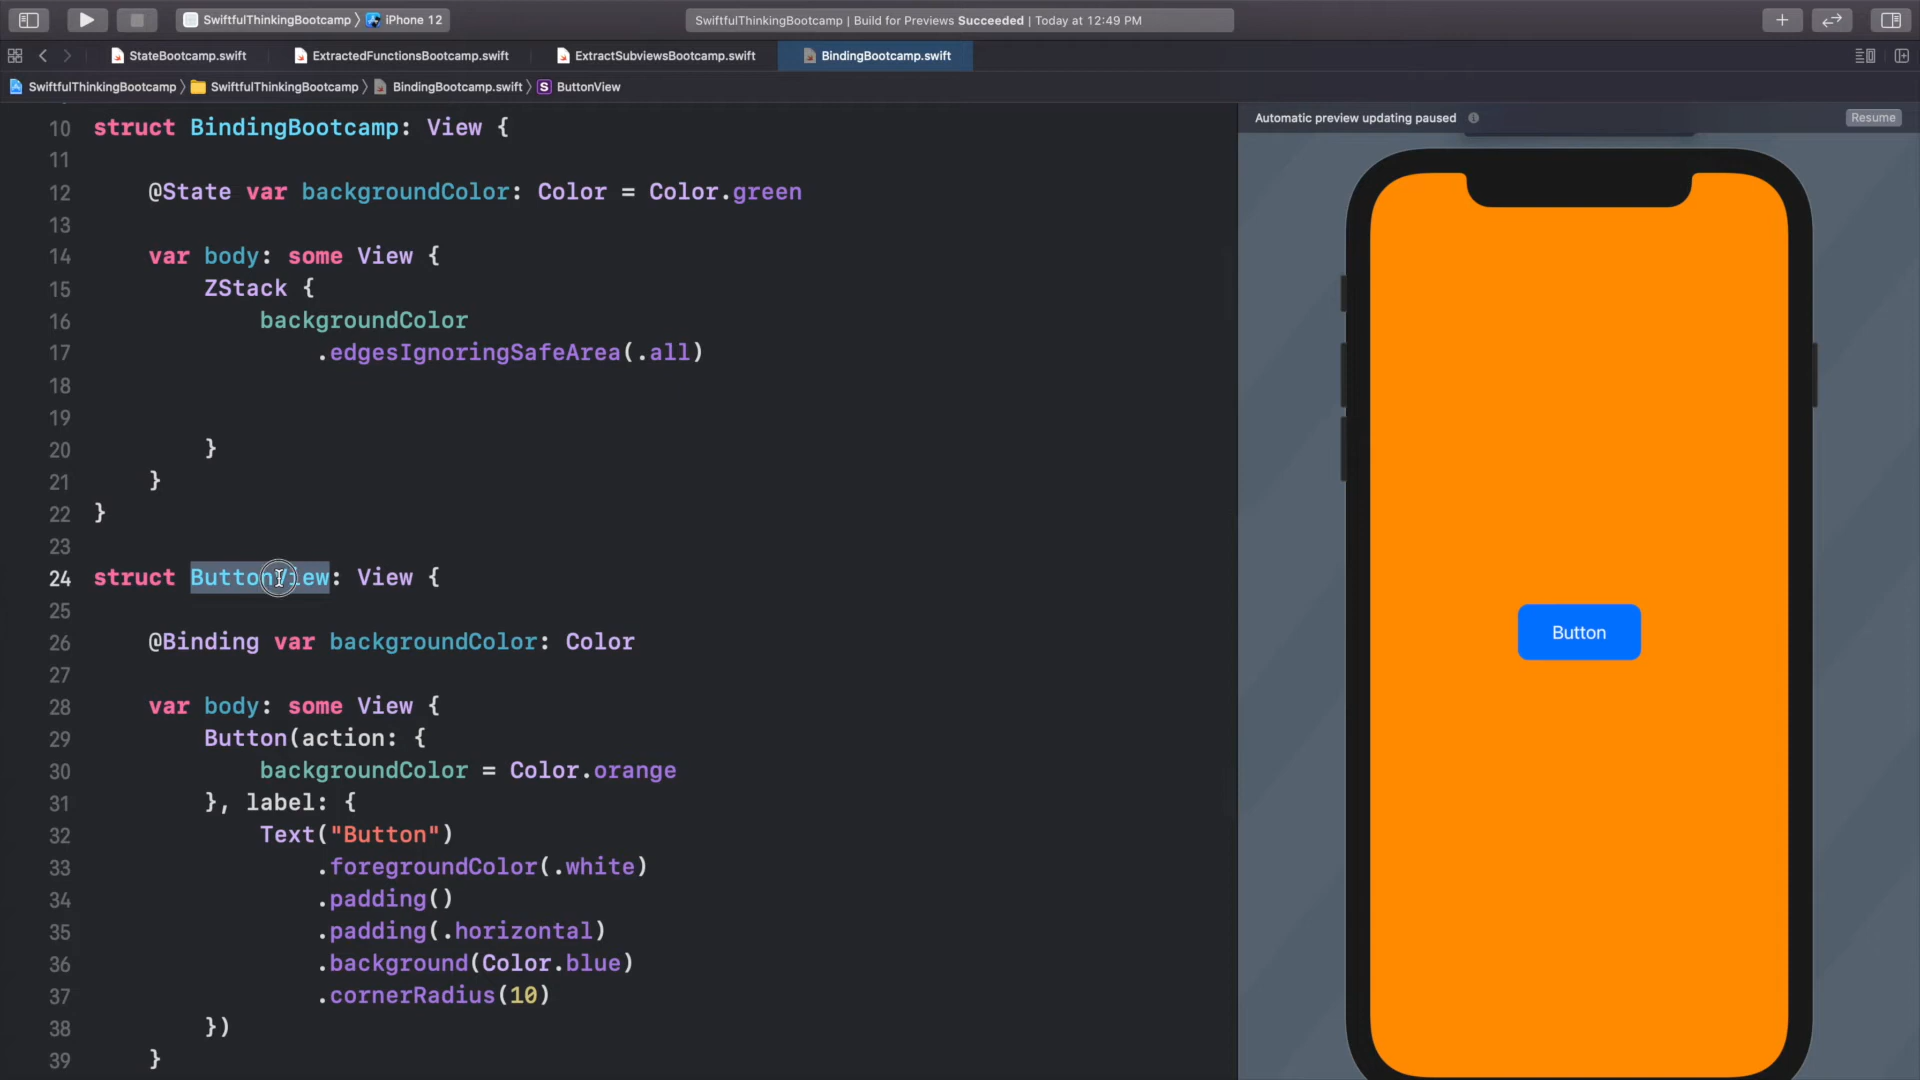 SwiftfulThinkingBootcamp 〉 iPhone 12
SwiftfulThinkingBootcamp | Build for Previews Succeeded | Today at 12:49 PM
StateBootcamp.swift
ExtractedFunctionsBootcamp.swift
ExtractSubviewsBootcamp.swift
BindingBootcamp.swift
SwiftfulThinkingBootcamp 〉 SwiftfulThinkingBootcamp 〉 BindingBootcamp.swift 〉 S ButtonView
10 struct BindingBootcamp: View {
11
12 @State var backgroundColor: Color = Color.green
13
14 var body: some View {
15 ZStack {
16 backgroundColor
17 .edgesIgnoringSafeArea(.all)
18
19
20 }
21 }
22 }
23
24 struct ButtonView: View {
25
26 @Binding var backgroundColor: Color
27
28 var body: some View {
29 Button(action: {
30 backgroundColor = Color.orange
31 }, label: {
32 Text("Button")
33 .foregroundColor(.white)
34 .padding()
35 .padding(.horizontal)
36 .background(Color.blue)
37 .cornerRadius(10)
38 })
39 }
Automatic preview updating paused
Resume
Button